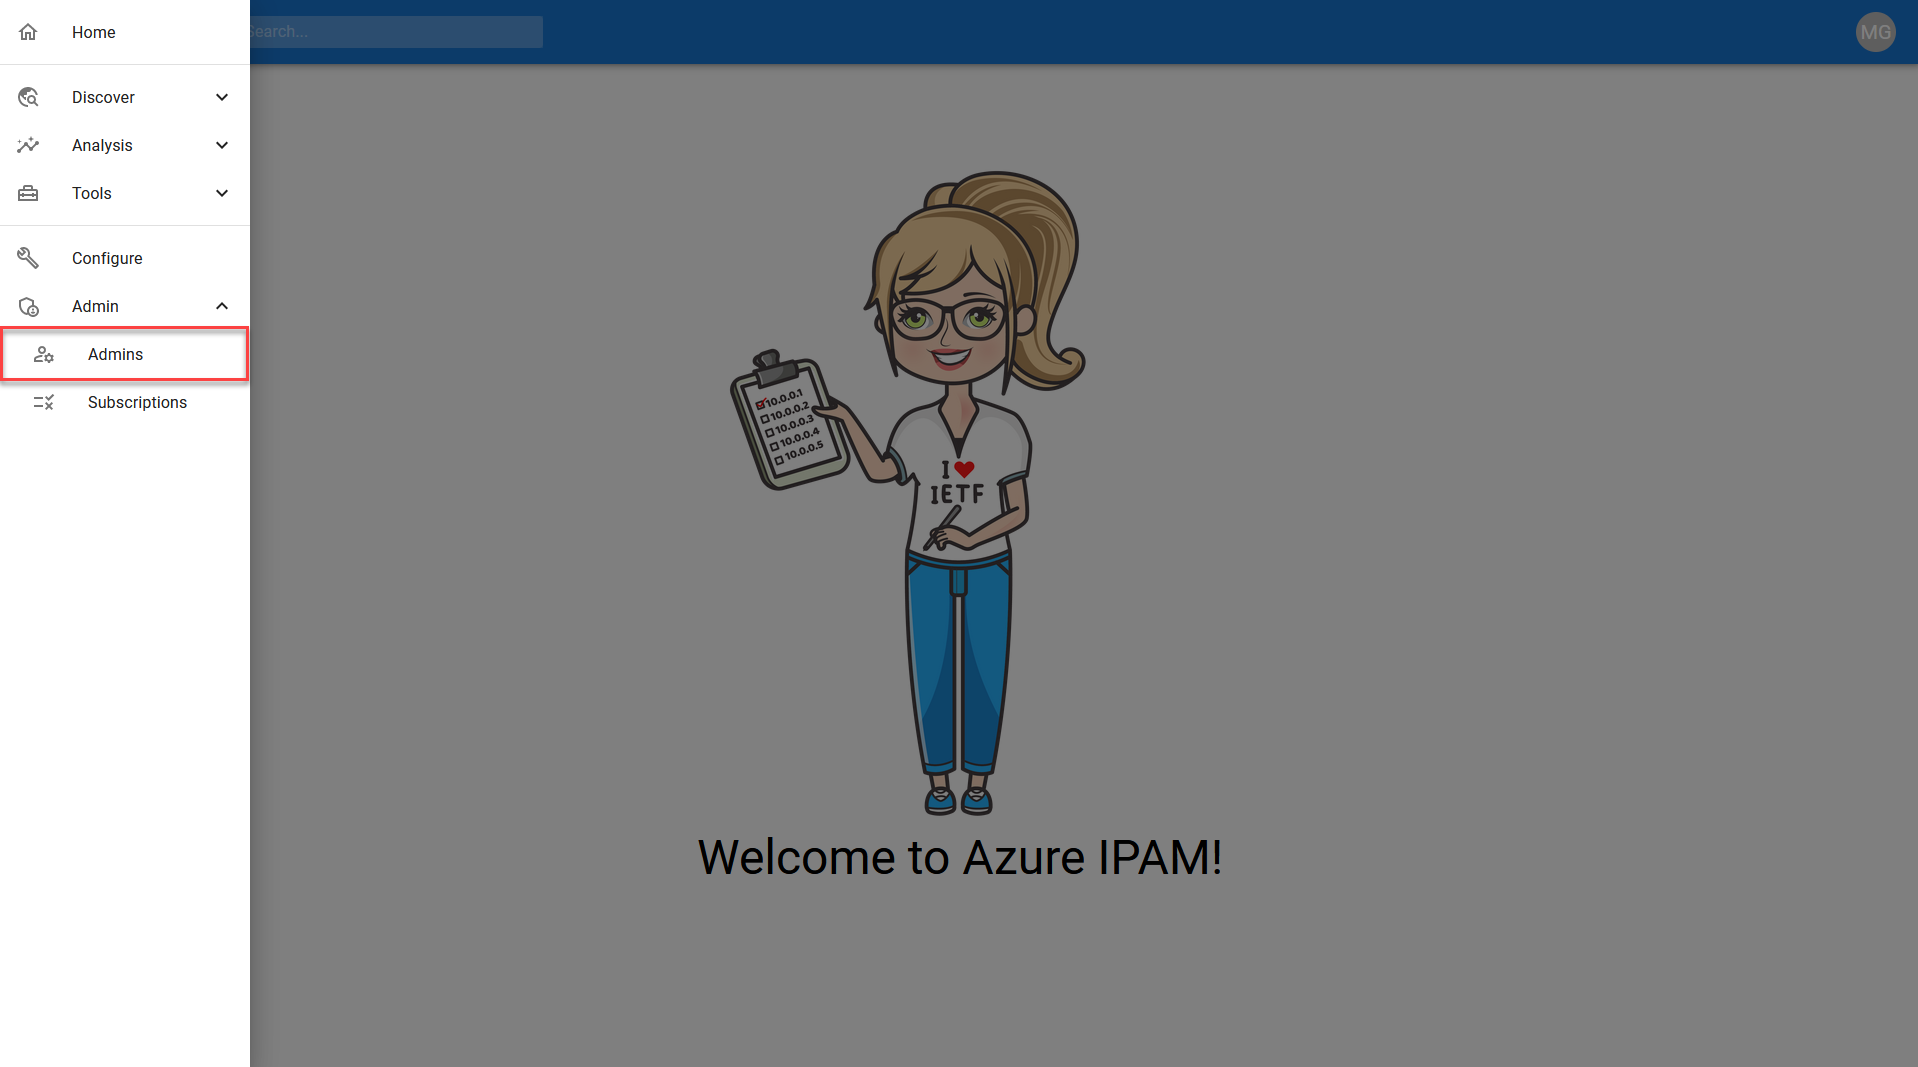 Home
Search...
MG
Discover
Analysis
Tools
Configure
Admin
Admins
Subscriptions
10.0.0.1
10.0.0.2
10.0.0.3
10.0.0.4
10.0.0.5
I ❤
IETF
Welcome to Azure IPAM!